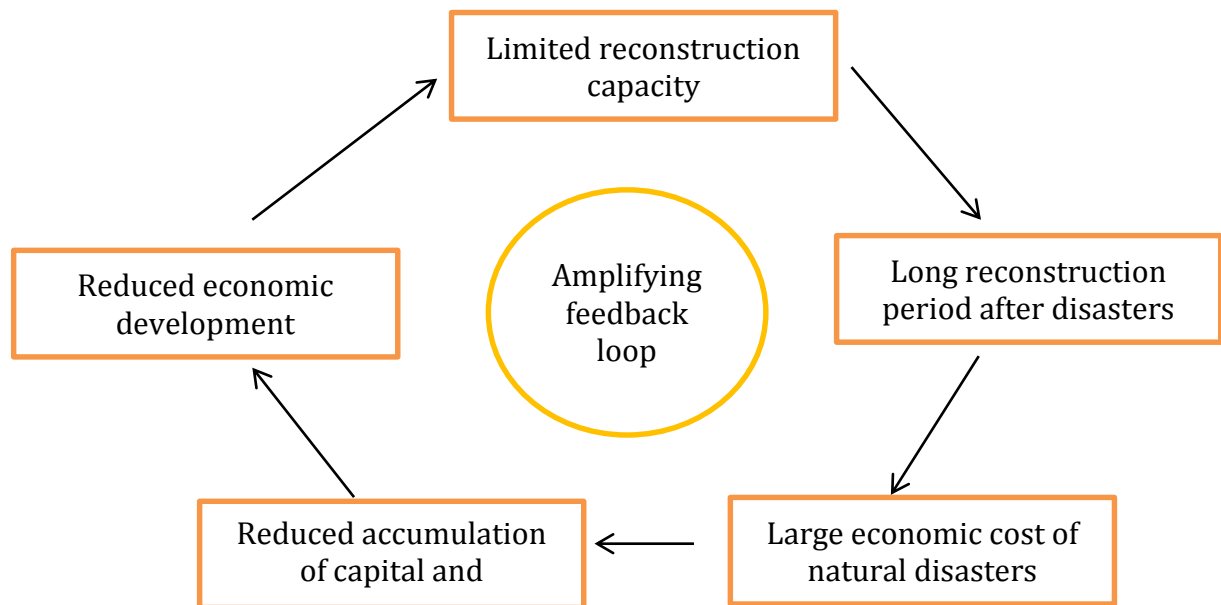 Limited reconstruction
capacity
Long reconstruction
period after disasters
Large economic cost of
natural disasters
Reduced accumulation
of capital and
Reduced economic
development
Amplifying
feedback
loop